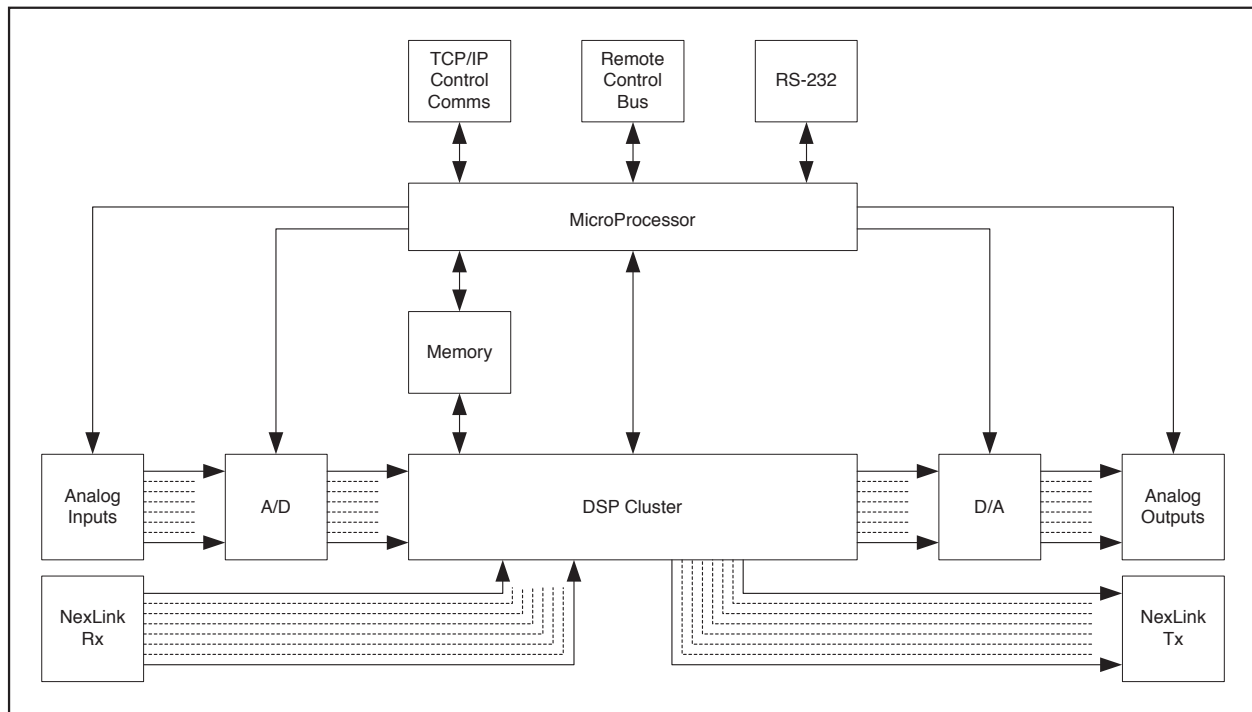 TCP/IP
Control
Comms
Remote
Control
Bus
RS-232
MicroProcessor
Memory
Analog
Inputs
A/D
DSP Cluster
D/A
Analog
Outputs
NexLink
Rx
NexLink
Tx